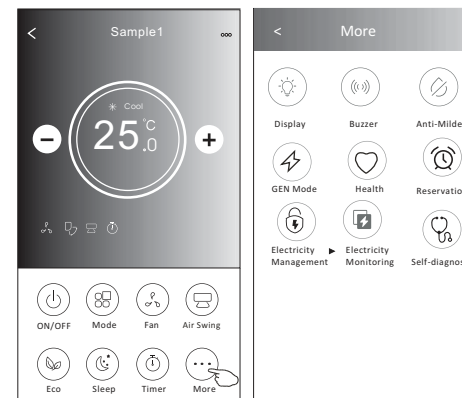 Sample1
Cool
25.0°C
ON/OFF Mode Fan Air Swing
Eco Sleep Timer More
More
Display Buzzer Anti-Milde
GEN Mode Health Reservatio
Electricity Management Electricity Monitoring Self-diagnos